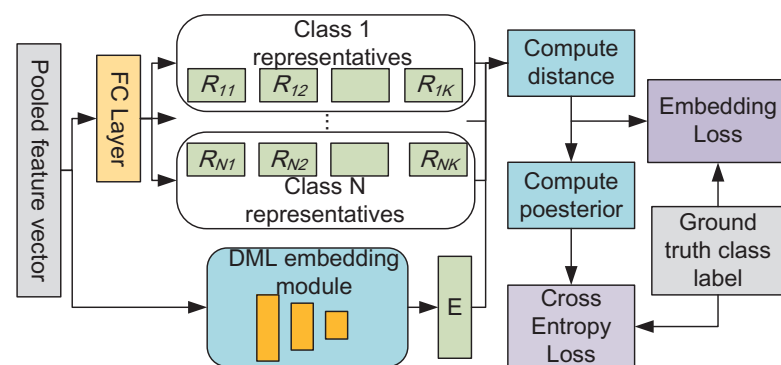 Pooled feature vector
FC Layer
Class 1
representatives
R11 R12 R1K
...
RN1 RN2 RNK
Class N
representatives
DML embedding
module
E
Compute
distance
Compute
poesterior
Embedding
Loss
Ground
truth class
label
Cross
Entropy
Loss